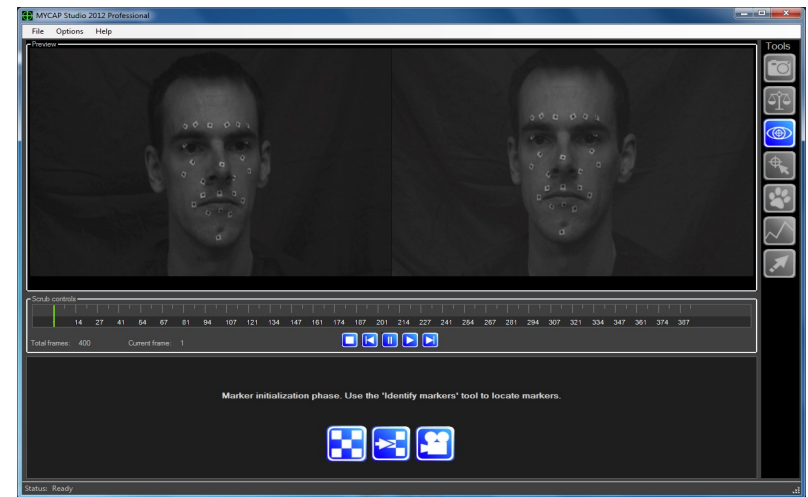 MYCAP Studio 2012 Professional
File Options Help
Preview
Tools
Scrub controls
14 27 41 54 67 81 94 107 121 134 147 161 174 187 201 214 227 241 254 267 281 294 307 321 334 347 361 374 387
Total frames: 400 Current frame: 1
Marker initialization phase. Use the 'Identify markers' tool to locate markers.
Status: Ready